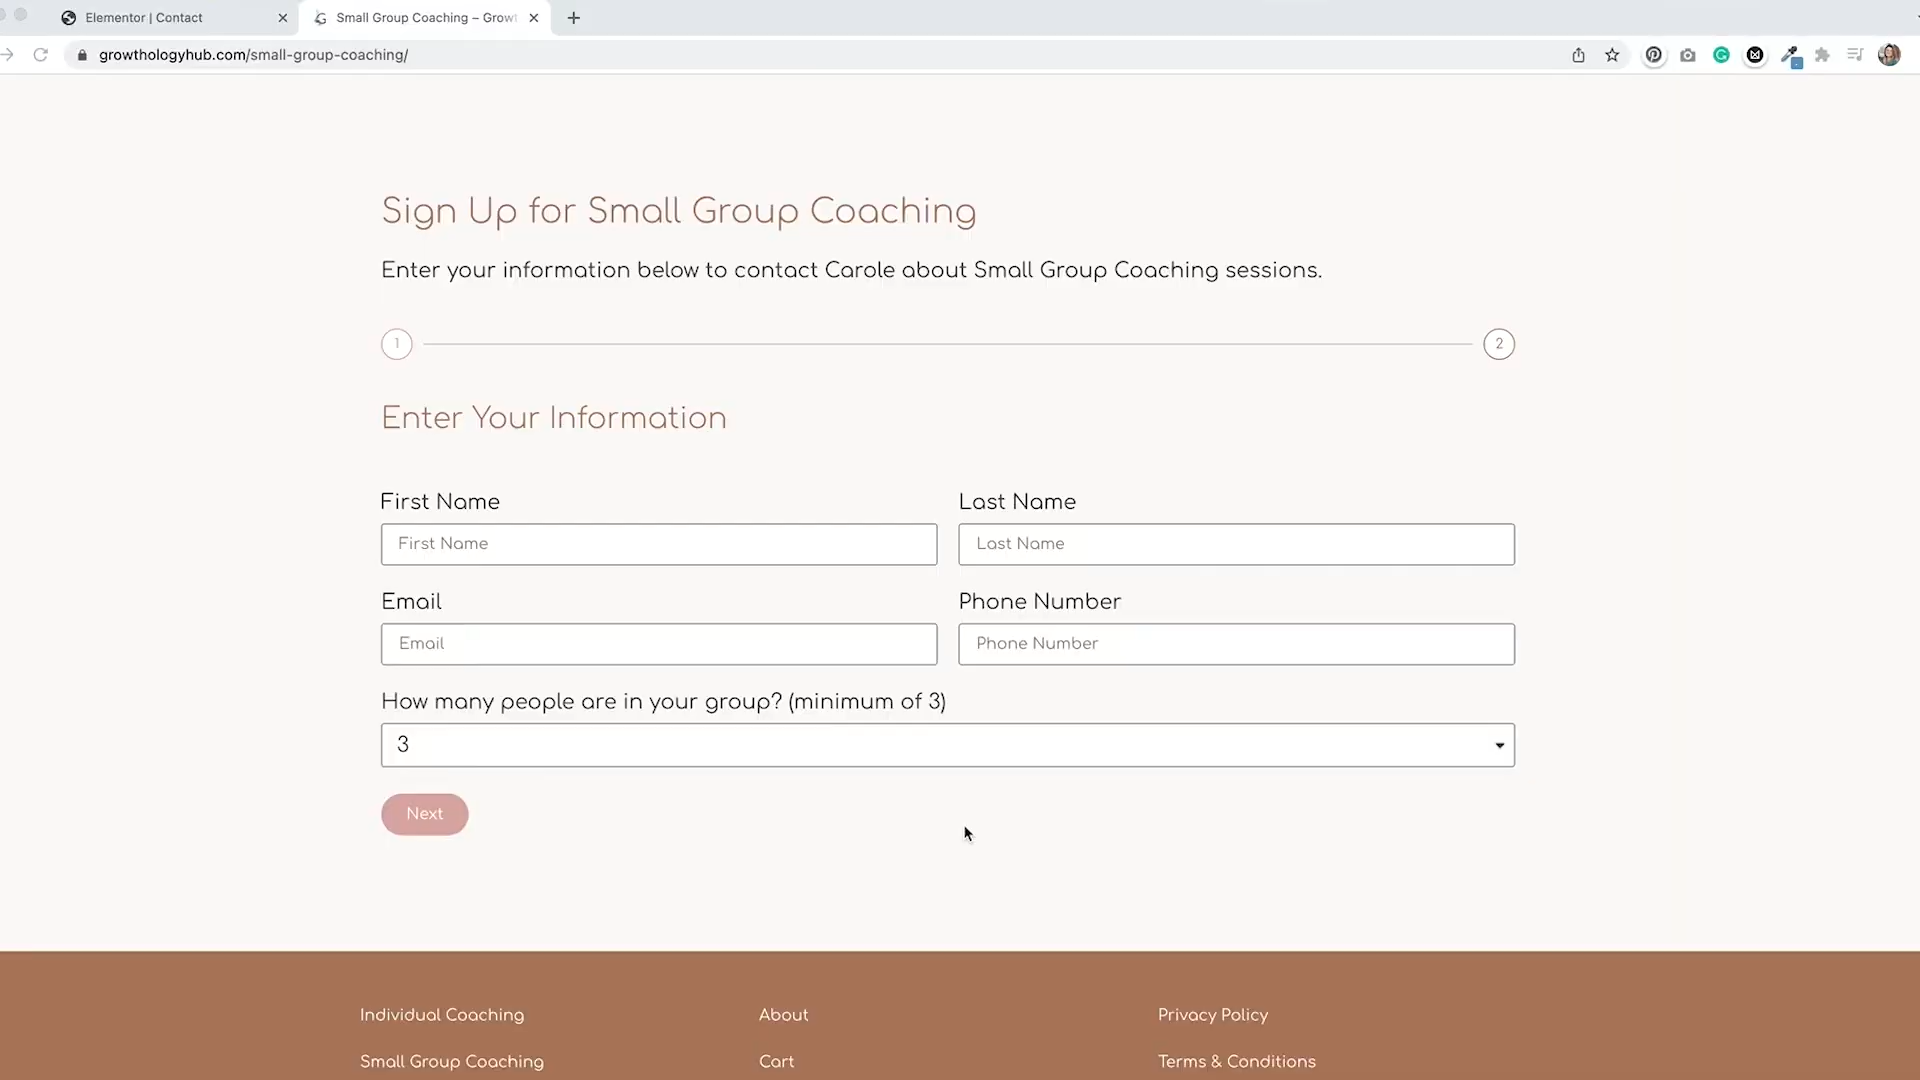 Elementor | Contact
Small Group Coaching – Growt
growthologyhub.com/small-group-coaching/
Sign Up for Small Group Coaching
Enter your information below to contact Carole about Small Group Coaching sessions.
1
2
Enter Your Information
First Name
Last Name
First Name
Last Name
Email
Phone Number
Email
Phone Number
How many people are in your group? (minimum of 3)
3
Next
Individual Coaching
About
Privacy Policy
Small Group Coaching
Cart
Terms & Conditions